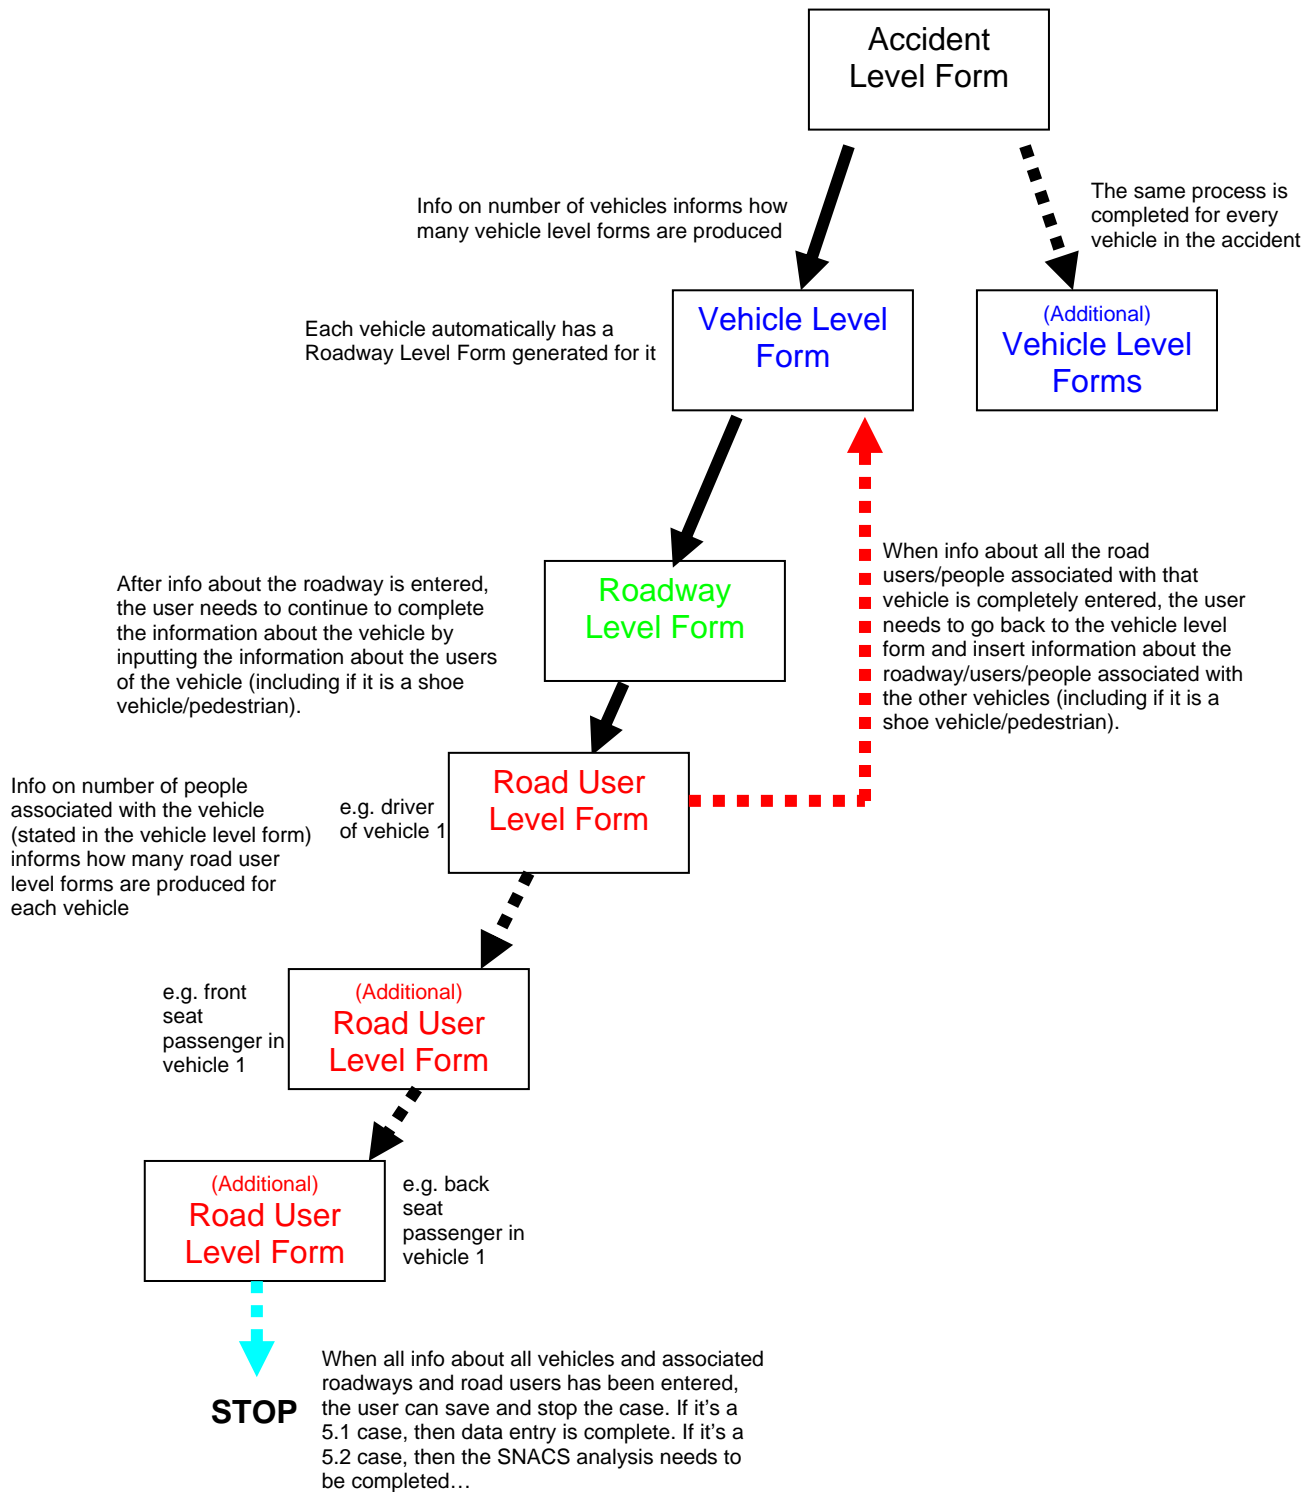 Accident
Level Form
Info on number of vehicles informs how
many vehicle level forms are produced
The same process is
completed for every
vehicle in the accident
Each vehicle automatically has a
Roadway Level Form generated for it
Vehicle Level
Form
(Additional)
Vehicle Level
Forms
After info about the roadway is entered,
the user needs to continue to complete
the information about the vehicle by
inputting the information about the users
of the vehicle (including if it is a shoe
vehicle/pedestrian).
Roadway
Level Form
When info about all the road
users/people associated with that
vehicle is completely entered, the user
needs to go back to the vehicle level
form and insert information about the
roadway/users/people associated with
the other vehicles (including if it is a
shoe vehicle/pedestrian).
Info on number of people
associated with the vehicle
(stated in the vehicle level form)
informs how many road user
level forms are produced for
each vehicle
e.g. driver
of vehicle 1
Road User
Level Form
e.g. front
seat
passenger in
vehicle 1
(Additional)
Road User
Level Form
(Additional)
Road User
Level Form
e.g. back
seat
passenger in
vehicle 1
STOP
When all info about all vehicles and associated
roadways and road users has been entered,
the user can save and stop the case. If it's a
5.1 case, then data entry is complete. If it's a
5.2 case, then the SNACS analysis needs to
be completed…